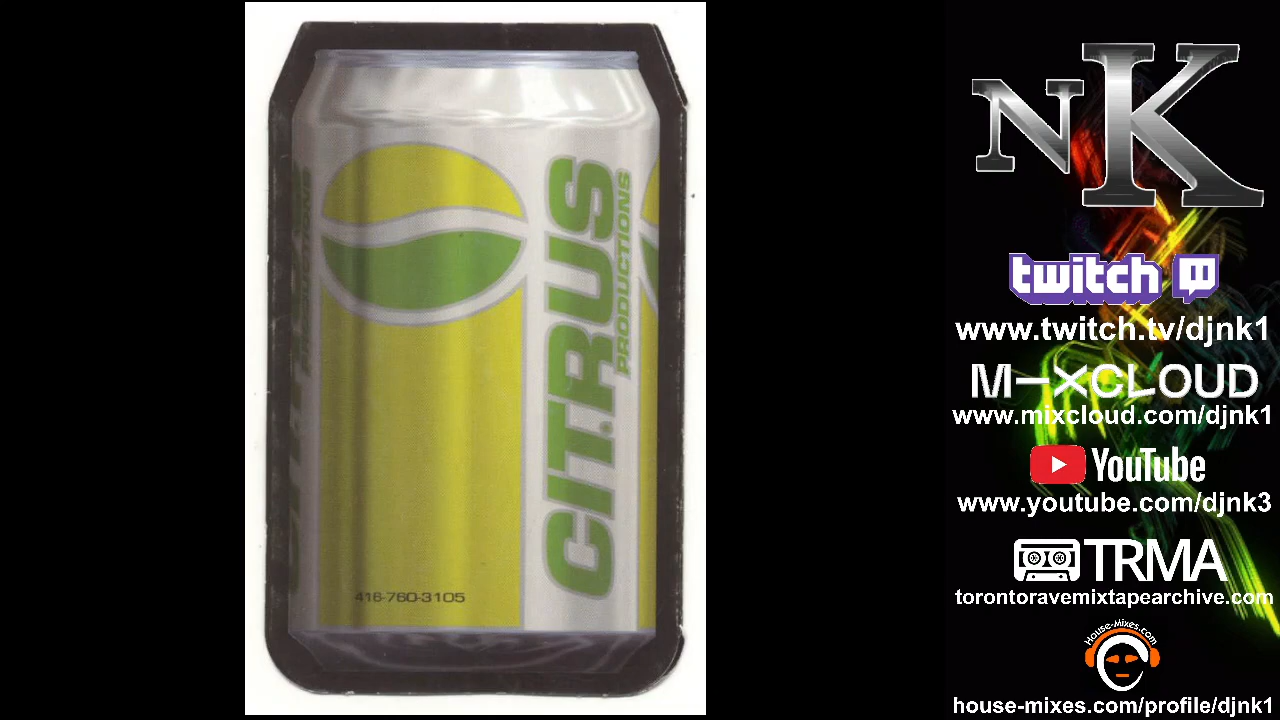 CITRUS
PRODUCTIONS
416-760-3105
NK
twitch
www.twitch.tv/djnk1
MIXCLOUD
www.mixcloud.com/djnk1
YouTube
www.youtube.com/djnk3
TRMA
torontoravemixtapearchive.com
House-Mixes.com
house-mixes.com/profile/djnk1